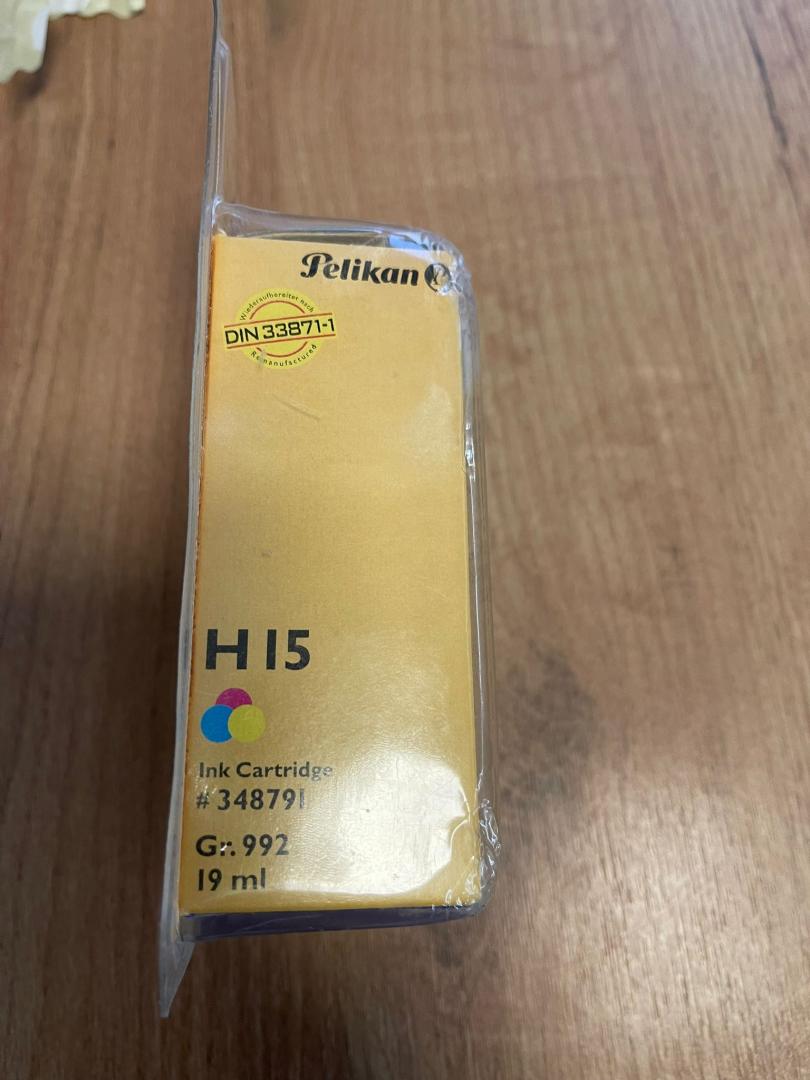 Pelikan
Wiederaufbereitet nach
DIN 33871-1
Remanufactured
H 15
Ink Cartridge
# 348791
Gr. 992
19 ml